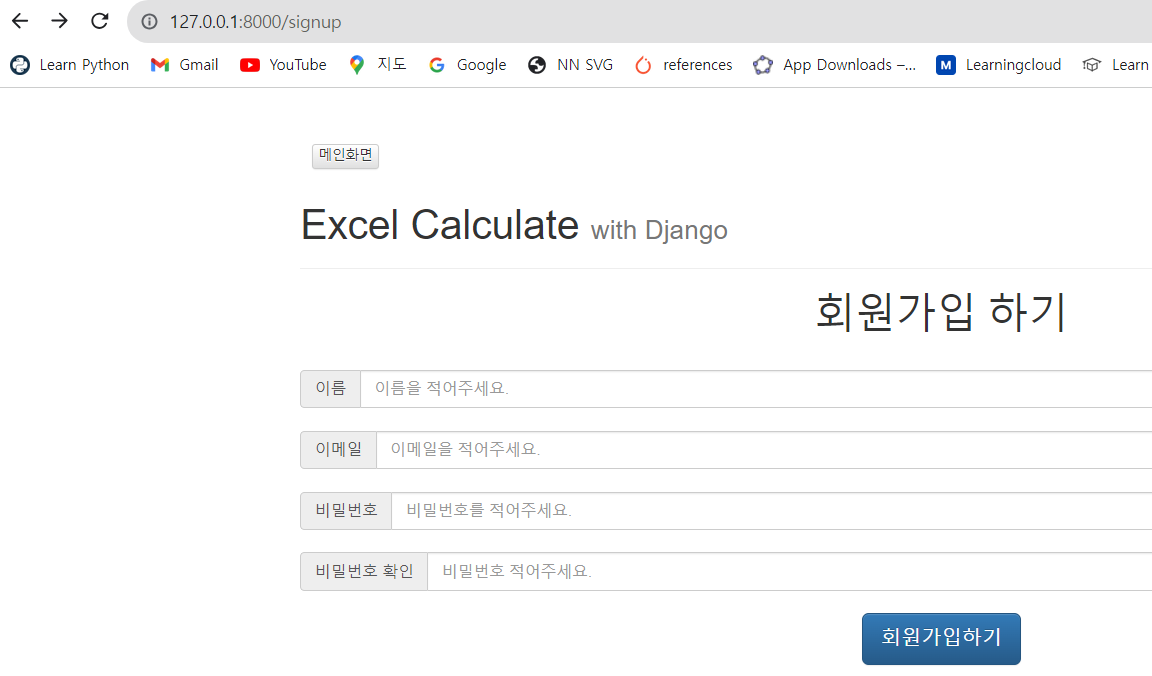 127.0.0.1:8000/signup
Learn Python Gmail YouTube 지도 Google NN SVG references App Downloads –... M Learningcloud Learn
메인화면
Excel Calculate with Django
회원가입 하기
이름 이름을 적어주세요.
이메일 이메일을 적어주세요.
비밀번호 비밀번호를 적어주세요.
비밀번호 확인 비밀번호 적어주세요.
회원가입하기